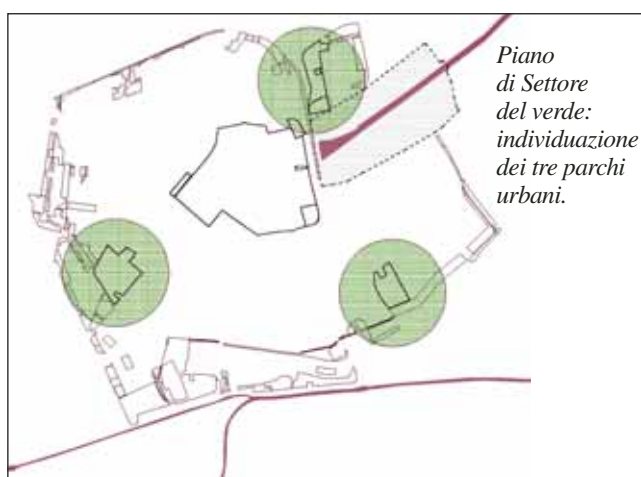 Piano
di Settore
del verde:
individuazione
dei tre parchi
urbani.